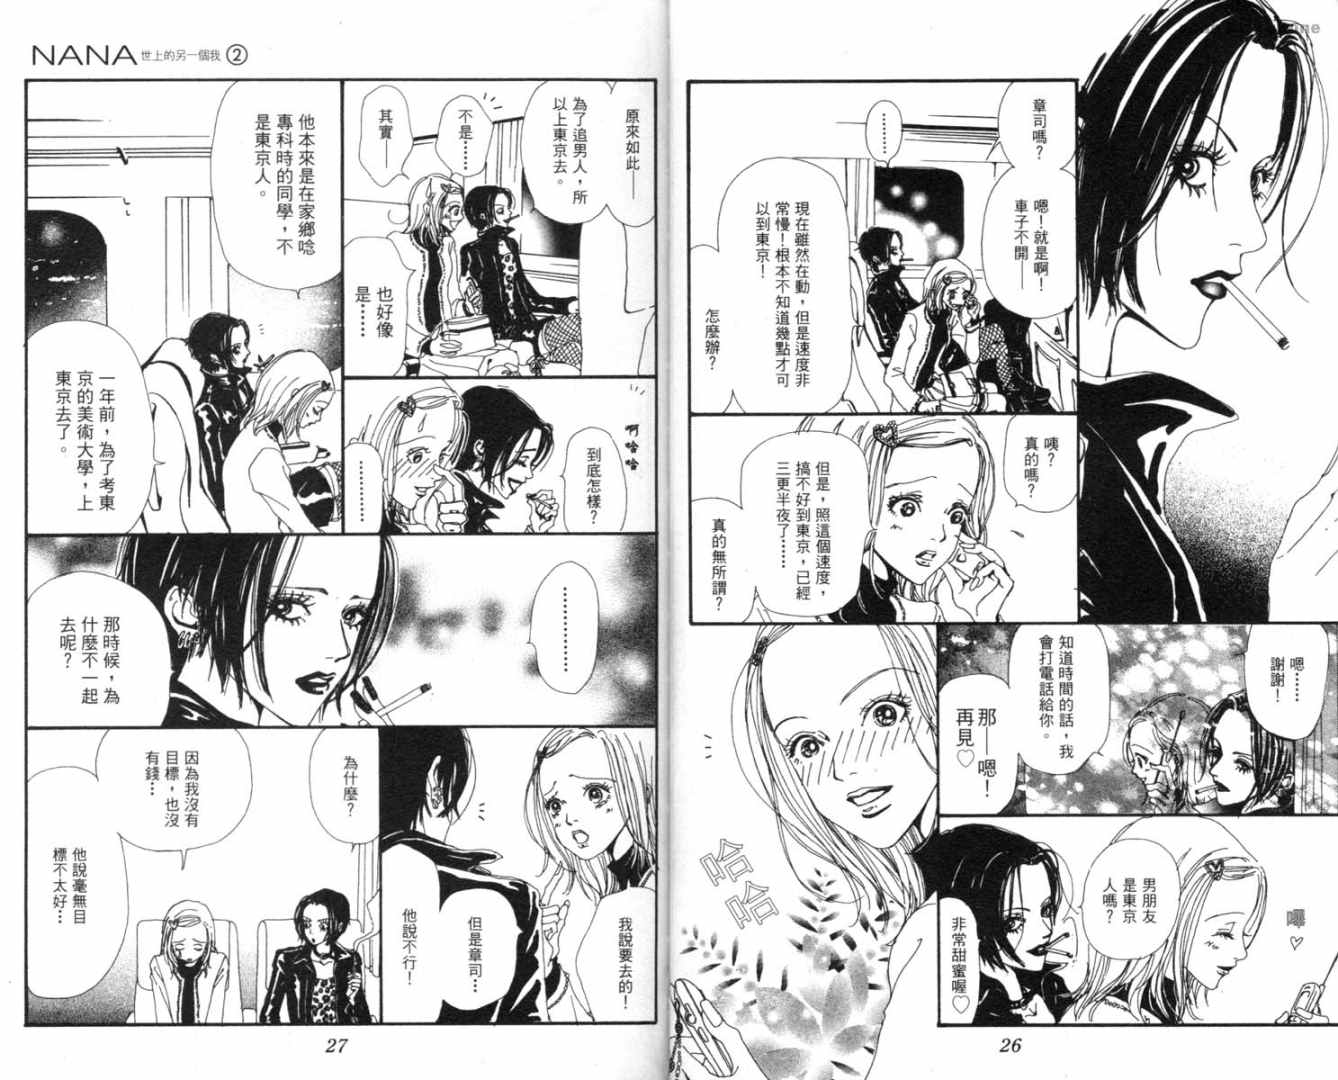 章司嗎?
嗯!就是啊!
車子不開——
………
現在雖然在動，但是速度非
常慢!根本不知道幾點才可
以到東京!
怎麼辦?
咦?
真的嗎?
但是，照這個速度，
搞不好到東京，已經
三更半夜了……
真的無所謂?
嗯……
謝謝!
知道時間的話，我
會打電話給你。
那——嗯!
再見♡
哈
哈
嗶
♡
男朋友
是東京
人嗎?
非常甜蜜喔♡
26
NANA 世上的另一個我 ②
原來如此——
為了追男人，所
以上東京去。
不是………
其實——
也好像
是……
啊哈哈
到底怎樣?
…………
他本來是在家鄉唸
專科時的同學，不
是東京人。
一年前，為了考東
京的美術大學，上
東京去了。
…………
那時候，為
什麼不一起
去呢?
我說要去的!
但是章司…
他說不行!
為什麼?
因為我沒有
目標，也沒
有錢…
他說毫無目
標不太好…
27